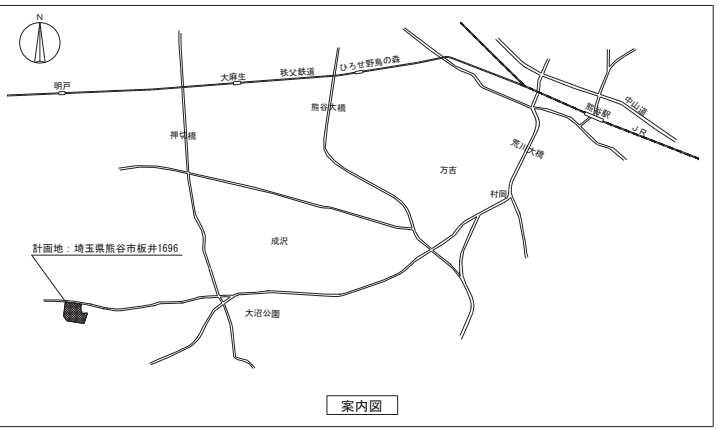 N
明戸
大麻生
秩父鉄道
ひろせ野鳥の森
熊谷駅
中山道
JR
押切橋
熊谷大橋
荒川大橋
万吉
村岡
成沢
計画地：埼玉県熊谷市板井1696
大沼公園
案内図